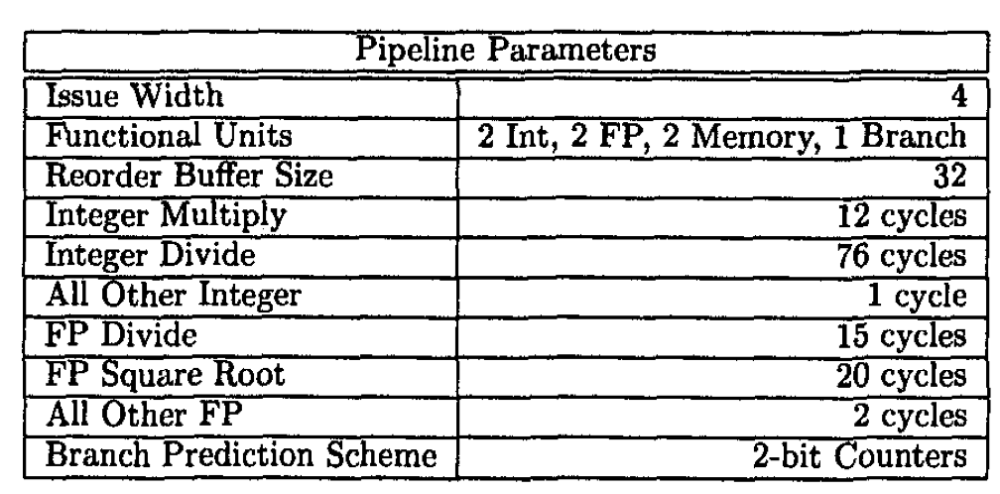 Pipeline Parameters
Issue Width 4
Functional Units 2 Int, 2 FP, 2 Memory, 1 Branch
Reorder Buffer Size 32
Integer Multiply 12 cycles
Integer Divide 76 cycles
All Other Integer 1 cycle
FP Divide 15 cycles
FP Square Root 20 cycles
All Other FP 2 cycles
Branch Prediction Scheme 2-bit Counters